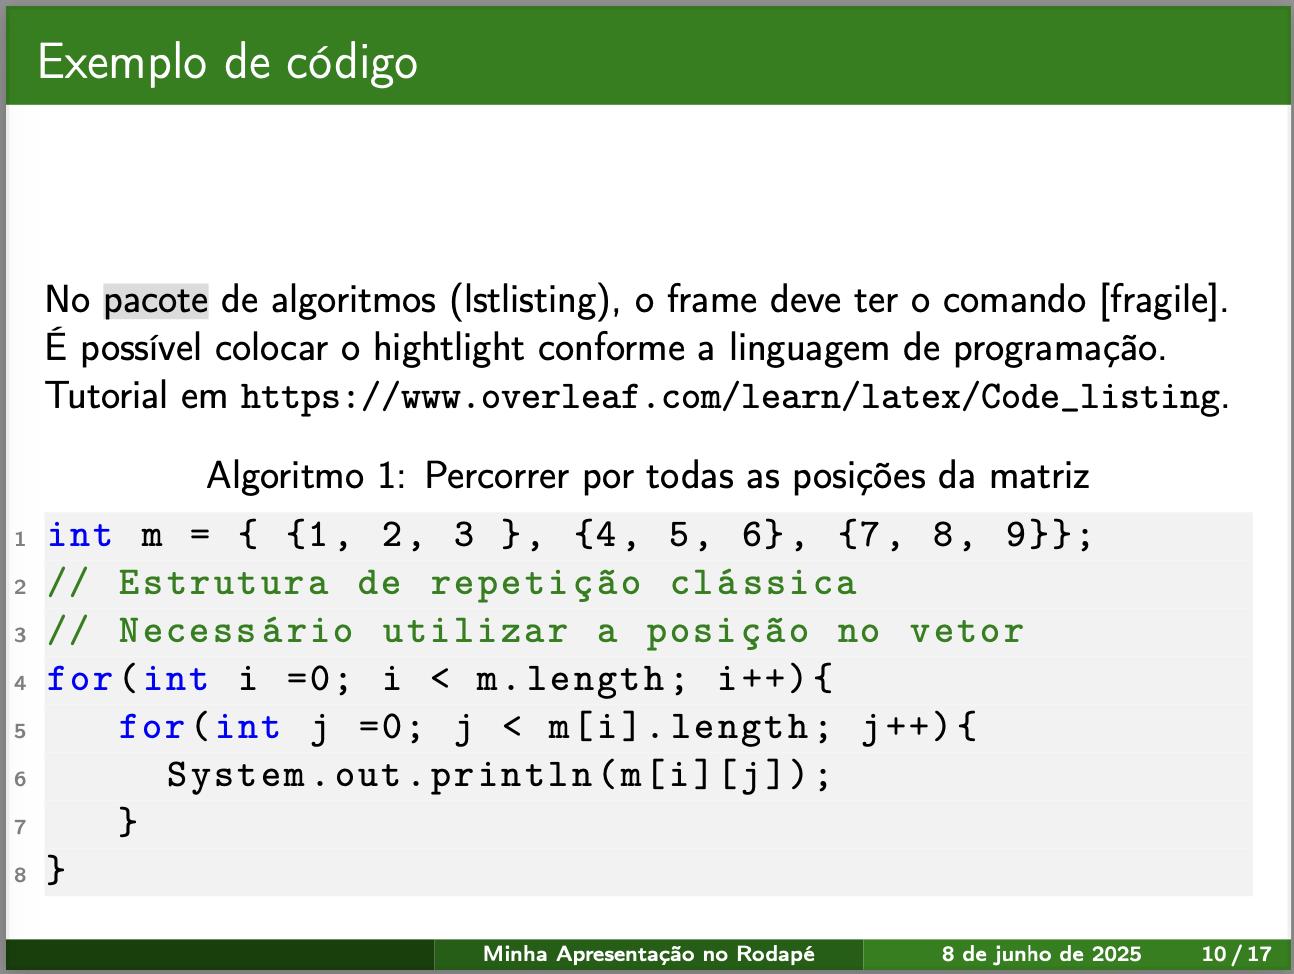 Exemplo de código
No pacote de algoritmos (lstlisting), o frame deve ter o comando [fragile].
É possível colocar o hightlight conforme a linguagem de programação.
Tutorial em https://www.overleaf.com/learn/latex/Code_listing.
Algoritmo 1: Percorrer por todas as posições da matriz
1 int m = { {1, 2, 3 }, {4, 5, 6}, {7, 8, 9}};
2 // Estrutura de repetição clássica
3 // Necessário utilizar a posição no vetor
4 for(int i =0; i < m.length; i++){
5    for(int j =0; j < m[i].length; j++){
6      System.out.println(m[i][j]);
7    }
8 }
Minha Apresentação no Rodapé 8 de junho de 2025 10 / 17